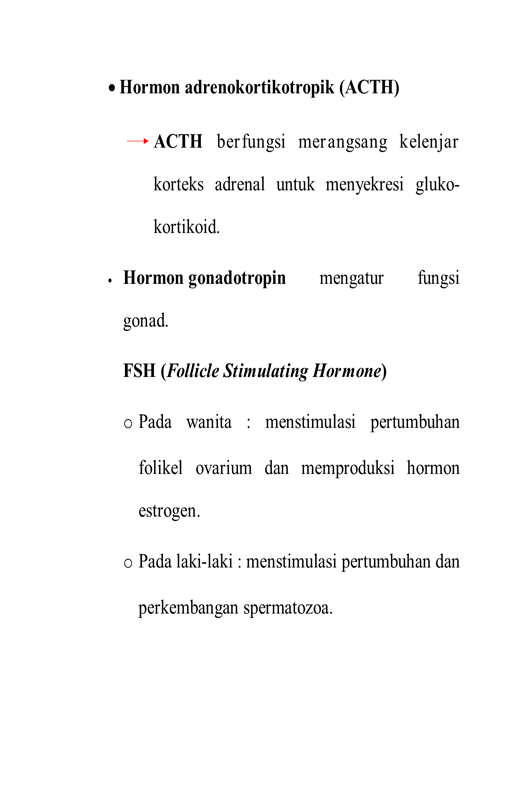 • Hormon adrenokortikotropik (ACTH)
→ ACTH berfungsi merangsang kelenjar
korteks adrenal untuk menyekresi gluko-
kortikoid.
• Hormon gonadotropin mengatur fungsi
gonad.
FSH (Follicle Stimulating Hormone)
o Pada wanita : menstimulasi pertumbuhan
folikel ovarium dan memproduksi hormon
estrogen.
o Pada laki-laki : menstimulasi pertumbuhan dan
perkembangan spermatozoa.